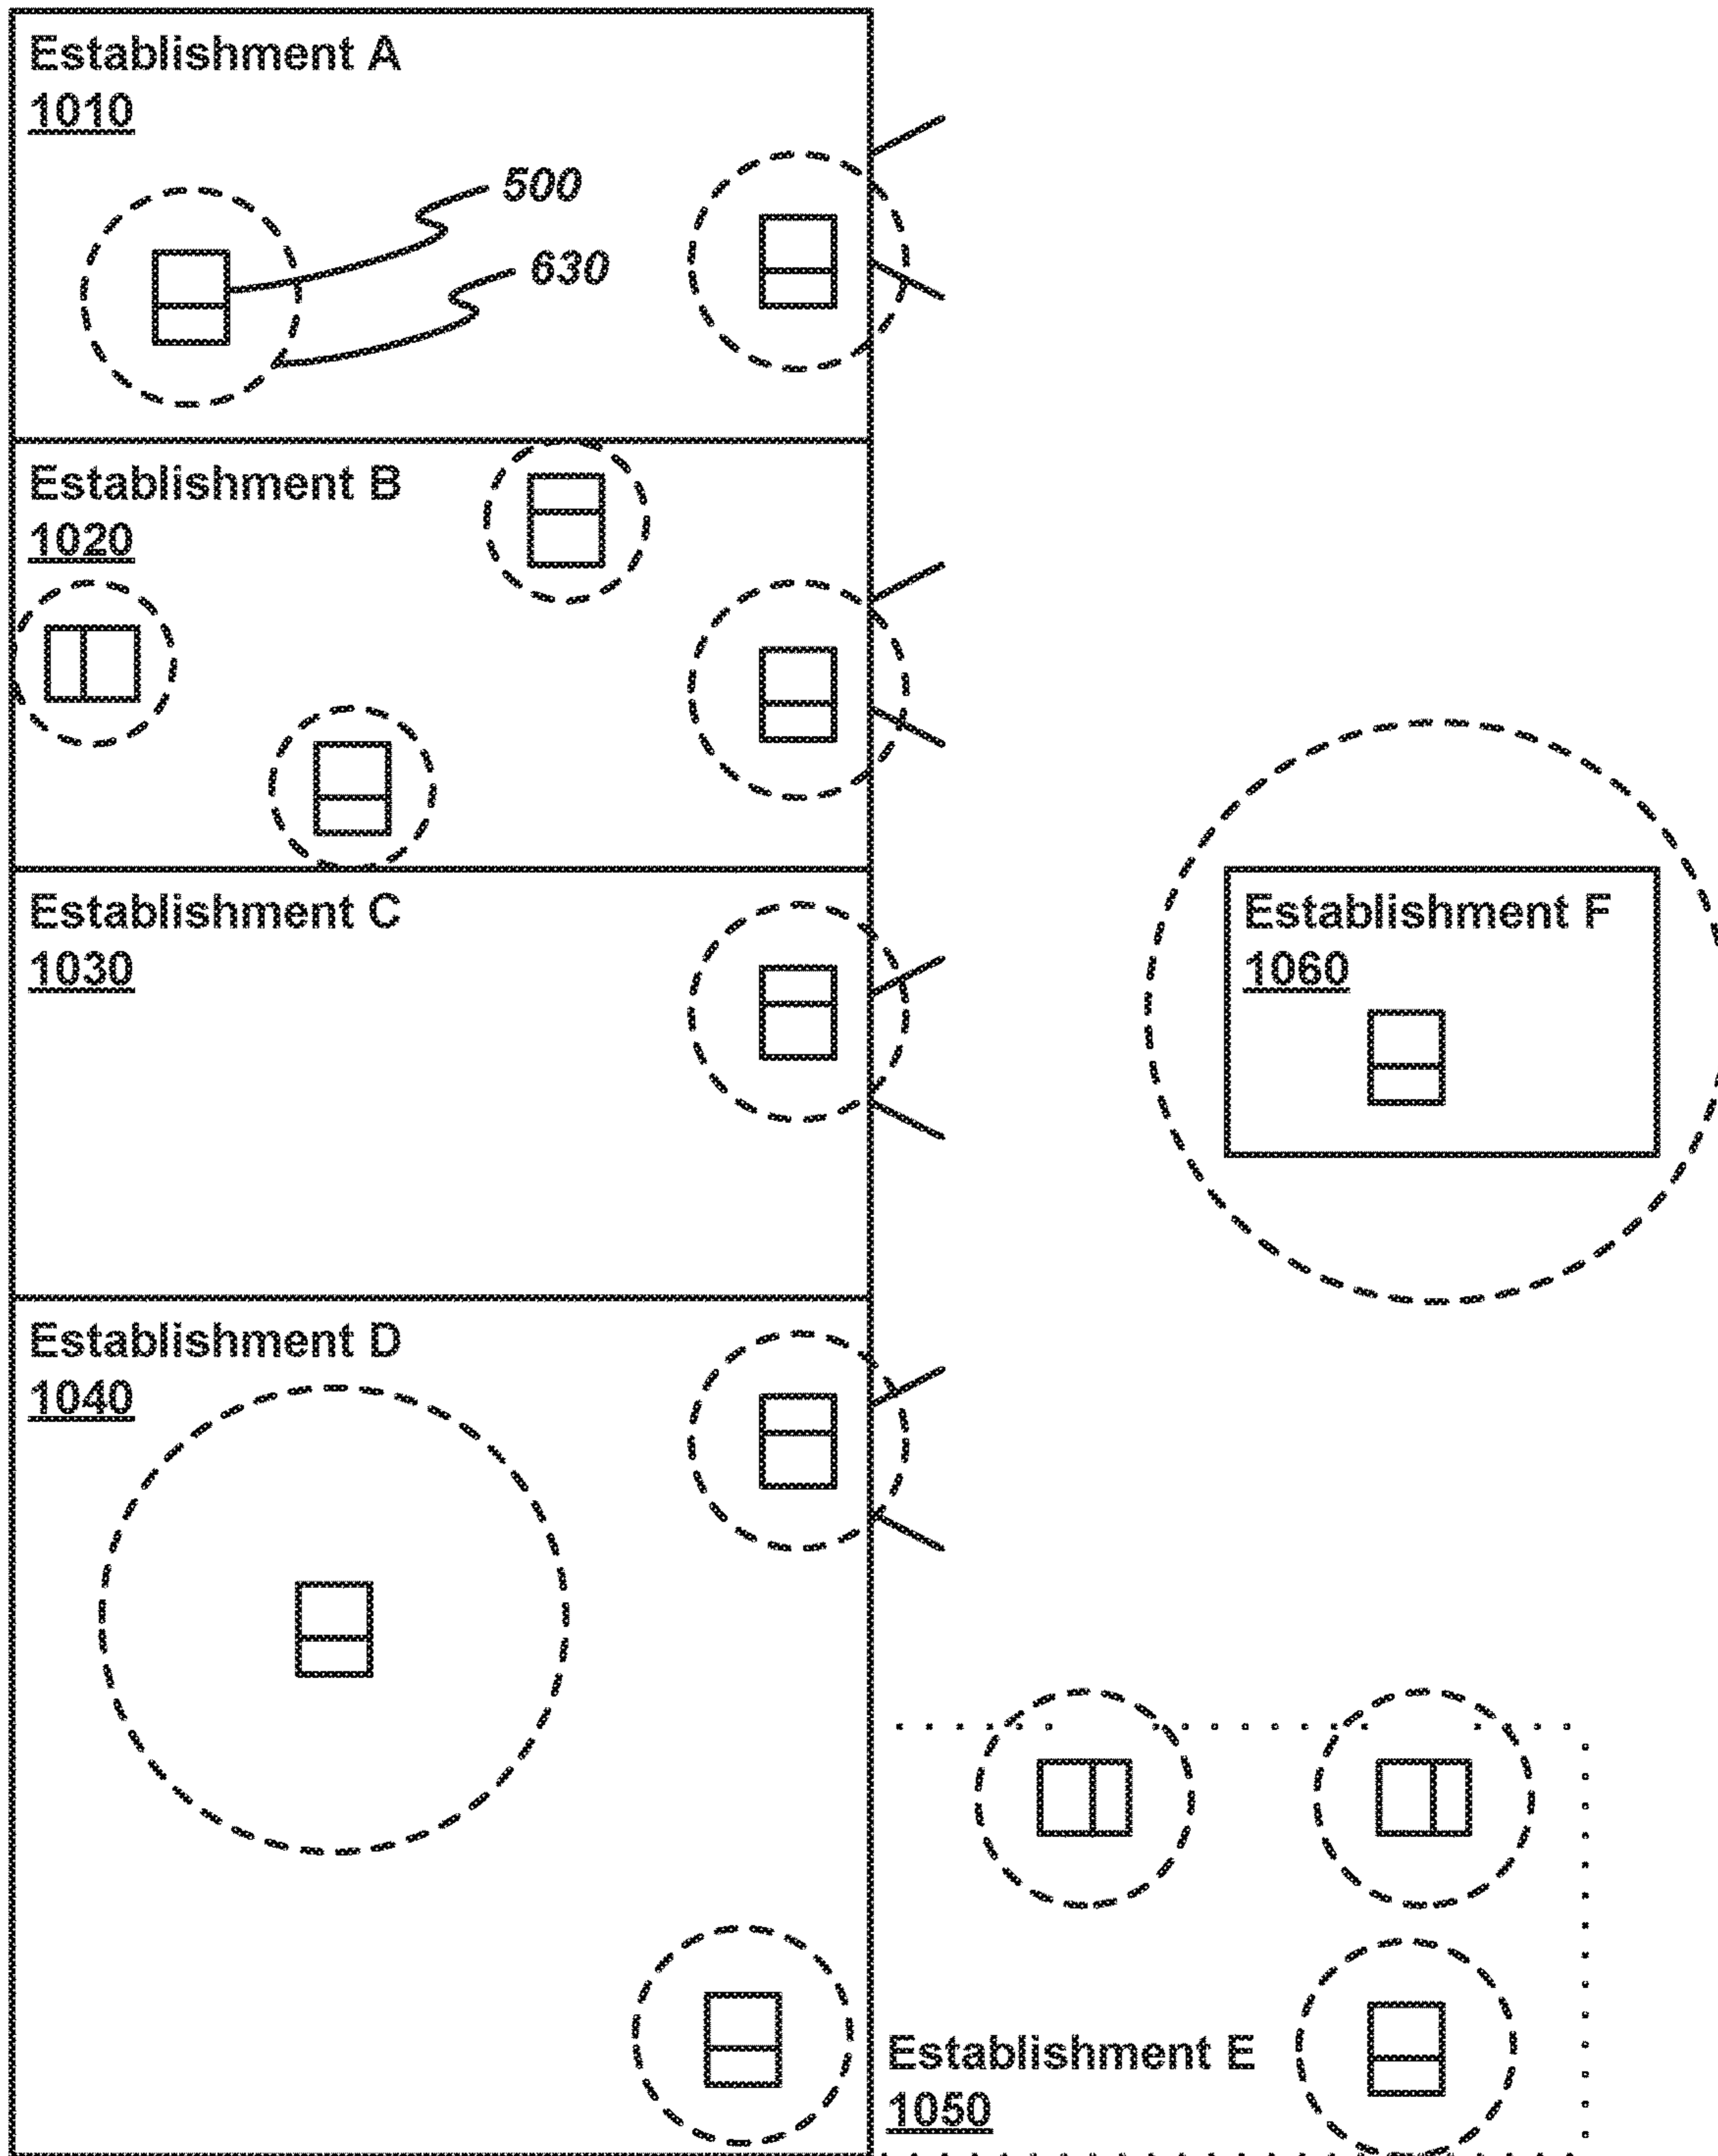 Establishment A
1010
500
630
Establishment B
1020
Establishment C
1030
Establishment F
1060
Establishment D
1040
Establishment E
1050